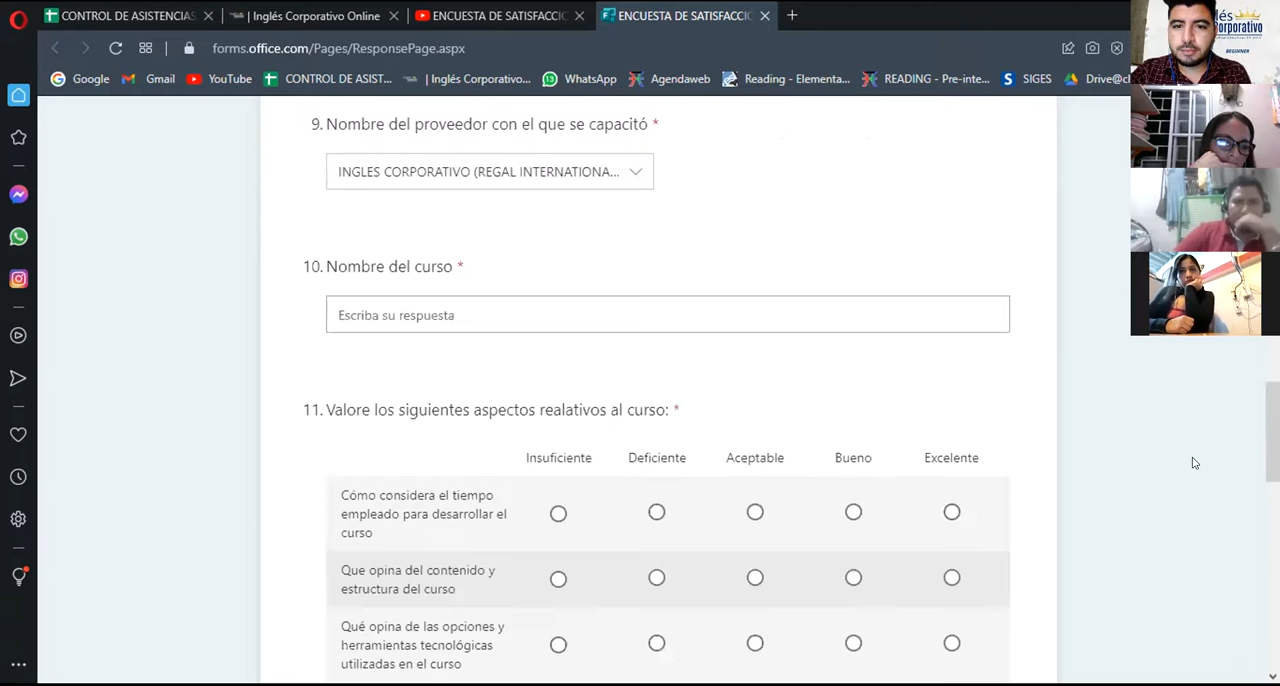 CONTROL DE ASISTENCIAS
| Inglés Corporativo Online
ENCUESTA DE SATISFACCIÓ
ENCUESTA DE SATISFACCIÓ
forms.office.com/Pages/ResponsePage.aspx
Google
Gmail
YouTube
CONTROL DE ASIST...
| Inglés Corporativo...
WhatsApp
Agendaweb
Reading - Elementa...
READING - Pre-inte...
SIGES
Drive@cl
BEGINNER
9. Nombre del proveedor con el que se capacitó *
INGLES CORPORATIVO (REGAL INTERNATIONA...
10. Nombre del curso *
Escriba su respuesta
11. Valore los siguientes aspectos realativos al curso: *
Insuficiente
Deficiente
Aceptable
Bueno
Excelente
Cómo considera el tiempo
empleado para desarrollar el
curso
Que opina del contenido y
estructura del curso
Qué opina de las opciones y
herramientas tecnológicas
utilizadas en el curso